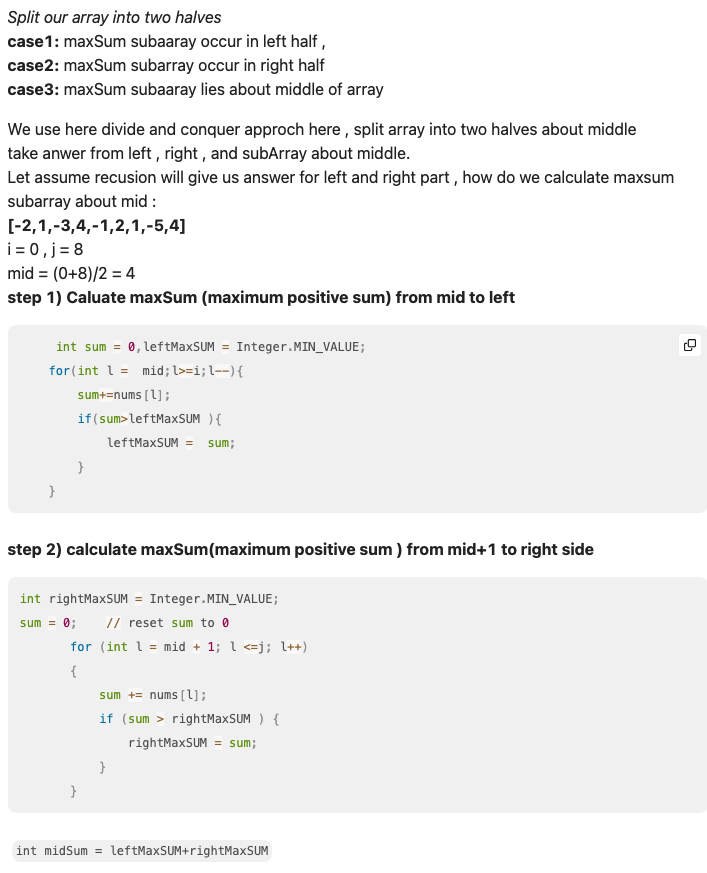 Split our array into two halves
case1: maxSum subaaray occur in left half ,
case2: maxSum subarray occur in right half
case3: maxSum subaaray lies about middle of array
We use here divide and conquer approch here , split array into two halves about middle
take anwer from left , right , and subArray about middle.
Let assume recusion will give us answer for left and right part , how do we calculate maxsum
subarray about mid :
[-2,1,-3,4,-1,2,1,-5,4]
i = 0 , j = 8
mid = (0+8)/2 = 4
step 1) Caluate maxSum (maximum positive sum) from mid to left
int sum = 0,leftMaxSUM = Integer.MIN_VALUE;
for(int l =  mid;l>=i;l--){
sum+=nums[l];
if(sum>leftMaxSUM ){
leftMaxSUM =  sum;
}
}
step 2) calculate maxSum(maximum positive sum ) from mid+1 to right side
int rightMaxSUM = Integer.MIN_VALUE;
sum = 0;    // reset sum to 0
for (int l = mid + 1; l <=j; l++)
{
sum += nums[l];
if (sum > rightMaxSUM ) {
rightMaxSUM = sum;
}
}
int midSum = leftMaxSUM+rightMaxSUM